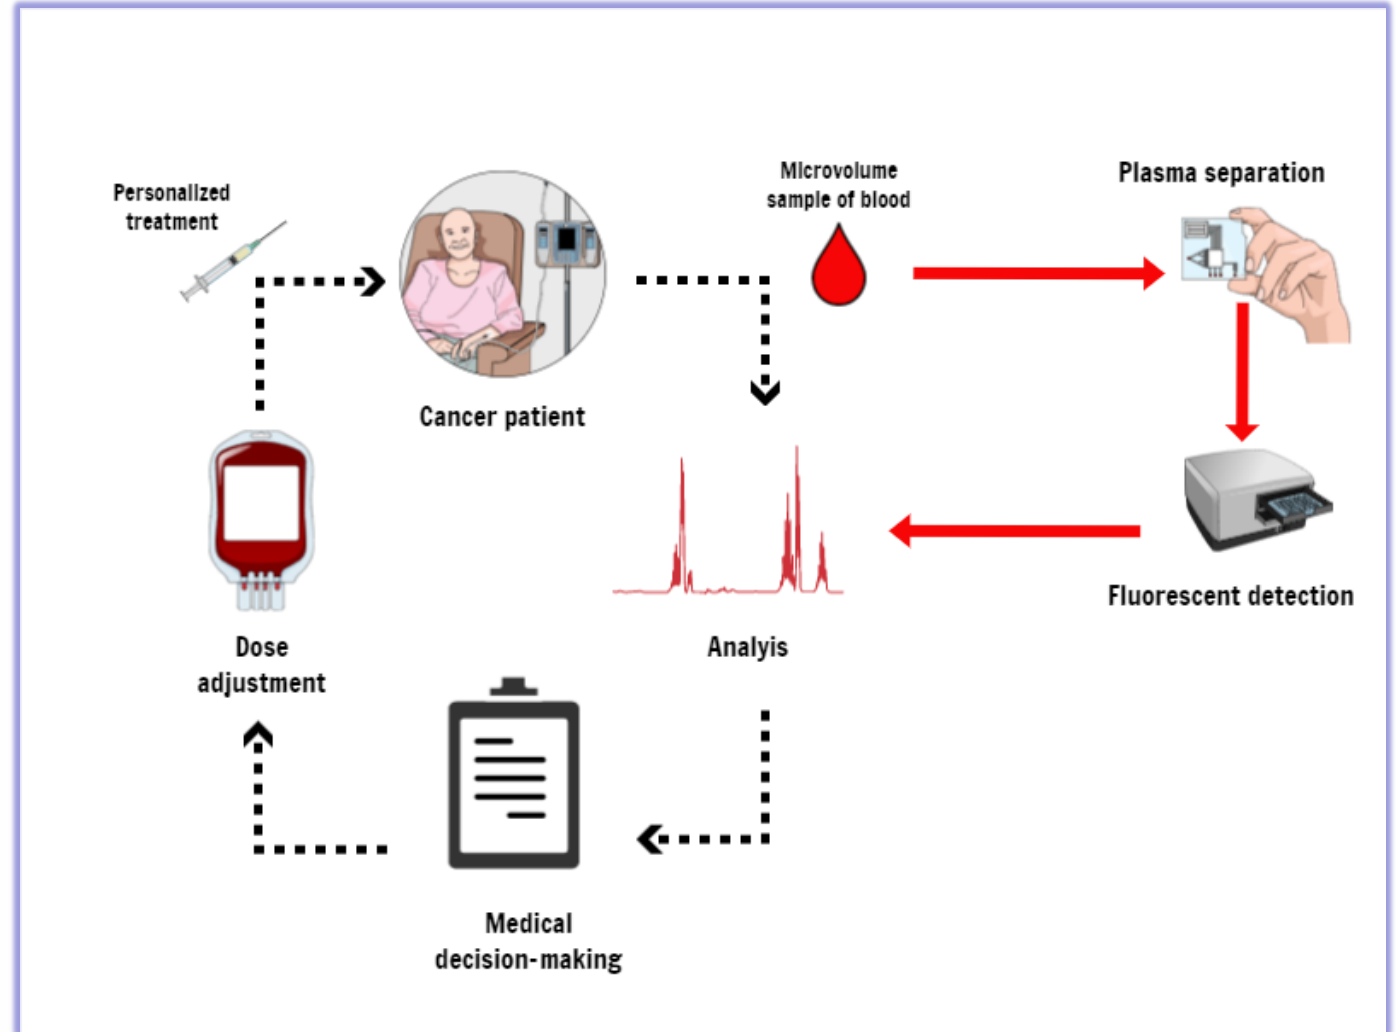 Personalized
treatment
Cancer patient
Microvolume
sample of blood
Plasma separation
Fluorescent detection
Analyis
Dose
adjustment
Medical
decision-making